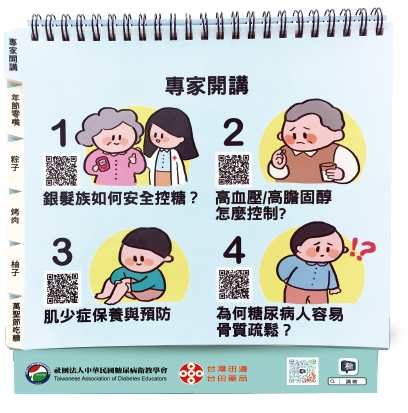 專家開講
年節零嘴
粽子
烤肉
柚子
萬聖節吃糖
專家開講
1
銀髮族如何安全控糖？
2
高血壓/高膽固醇
怎麼控制?
3
肌少症保養與預防
4
為何糖尿病人容易
骨質疏鬆？
!?
社團法人中華民國糖尿病衛教學會
Taiwanese Association of Diabetes Educators
台灣田邊
台田藥品